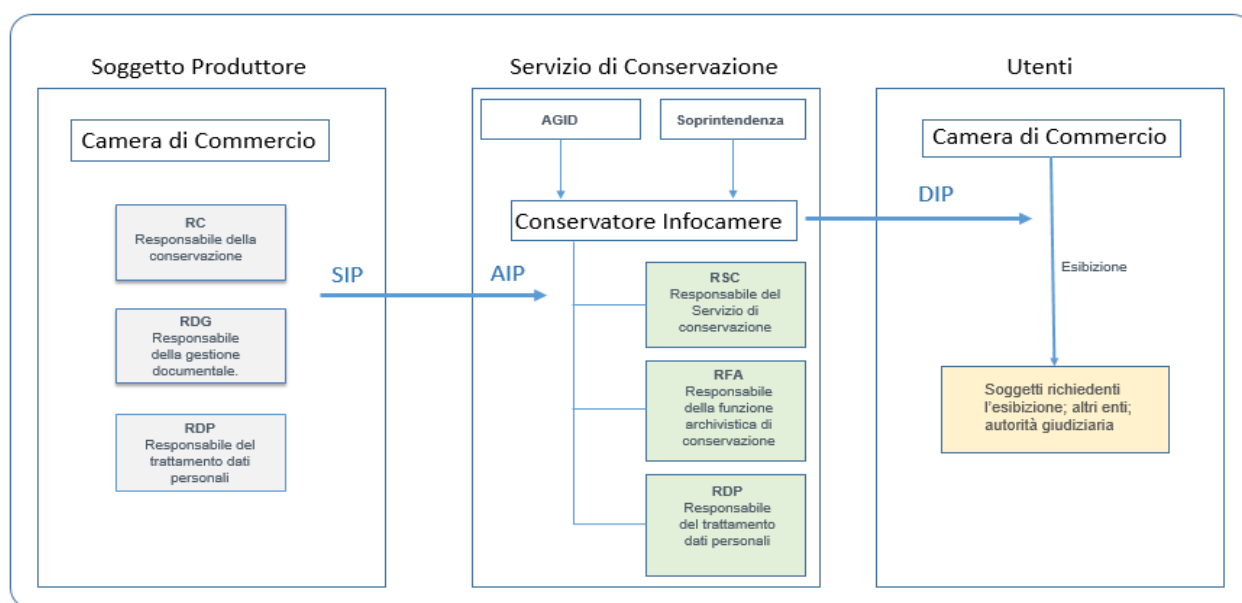 Soggetto Produttore
Camera di Commercio
RC
Responsabile della
conservazione
RDG
Responsabile
della gestione
documentale.
RDP
Responsabile del
trattamento dati
personali
SIP
Servizio di Conservazione
AGID
Soprintendenza
Conservatore Infocamere
AIP
RSC
Responsabile del
Servizio di
conservazione
RFA
Responsabile
della funzione
archivistica di
conservazione
RDP
Responsabile
del trattamento
dati personali
DIP
Utenti
Camera di Commercio
Esibizione
Soggetti richiedenti
l'esibizione; altri enti;
autorità giudiziaria